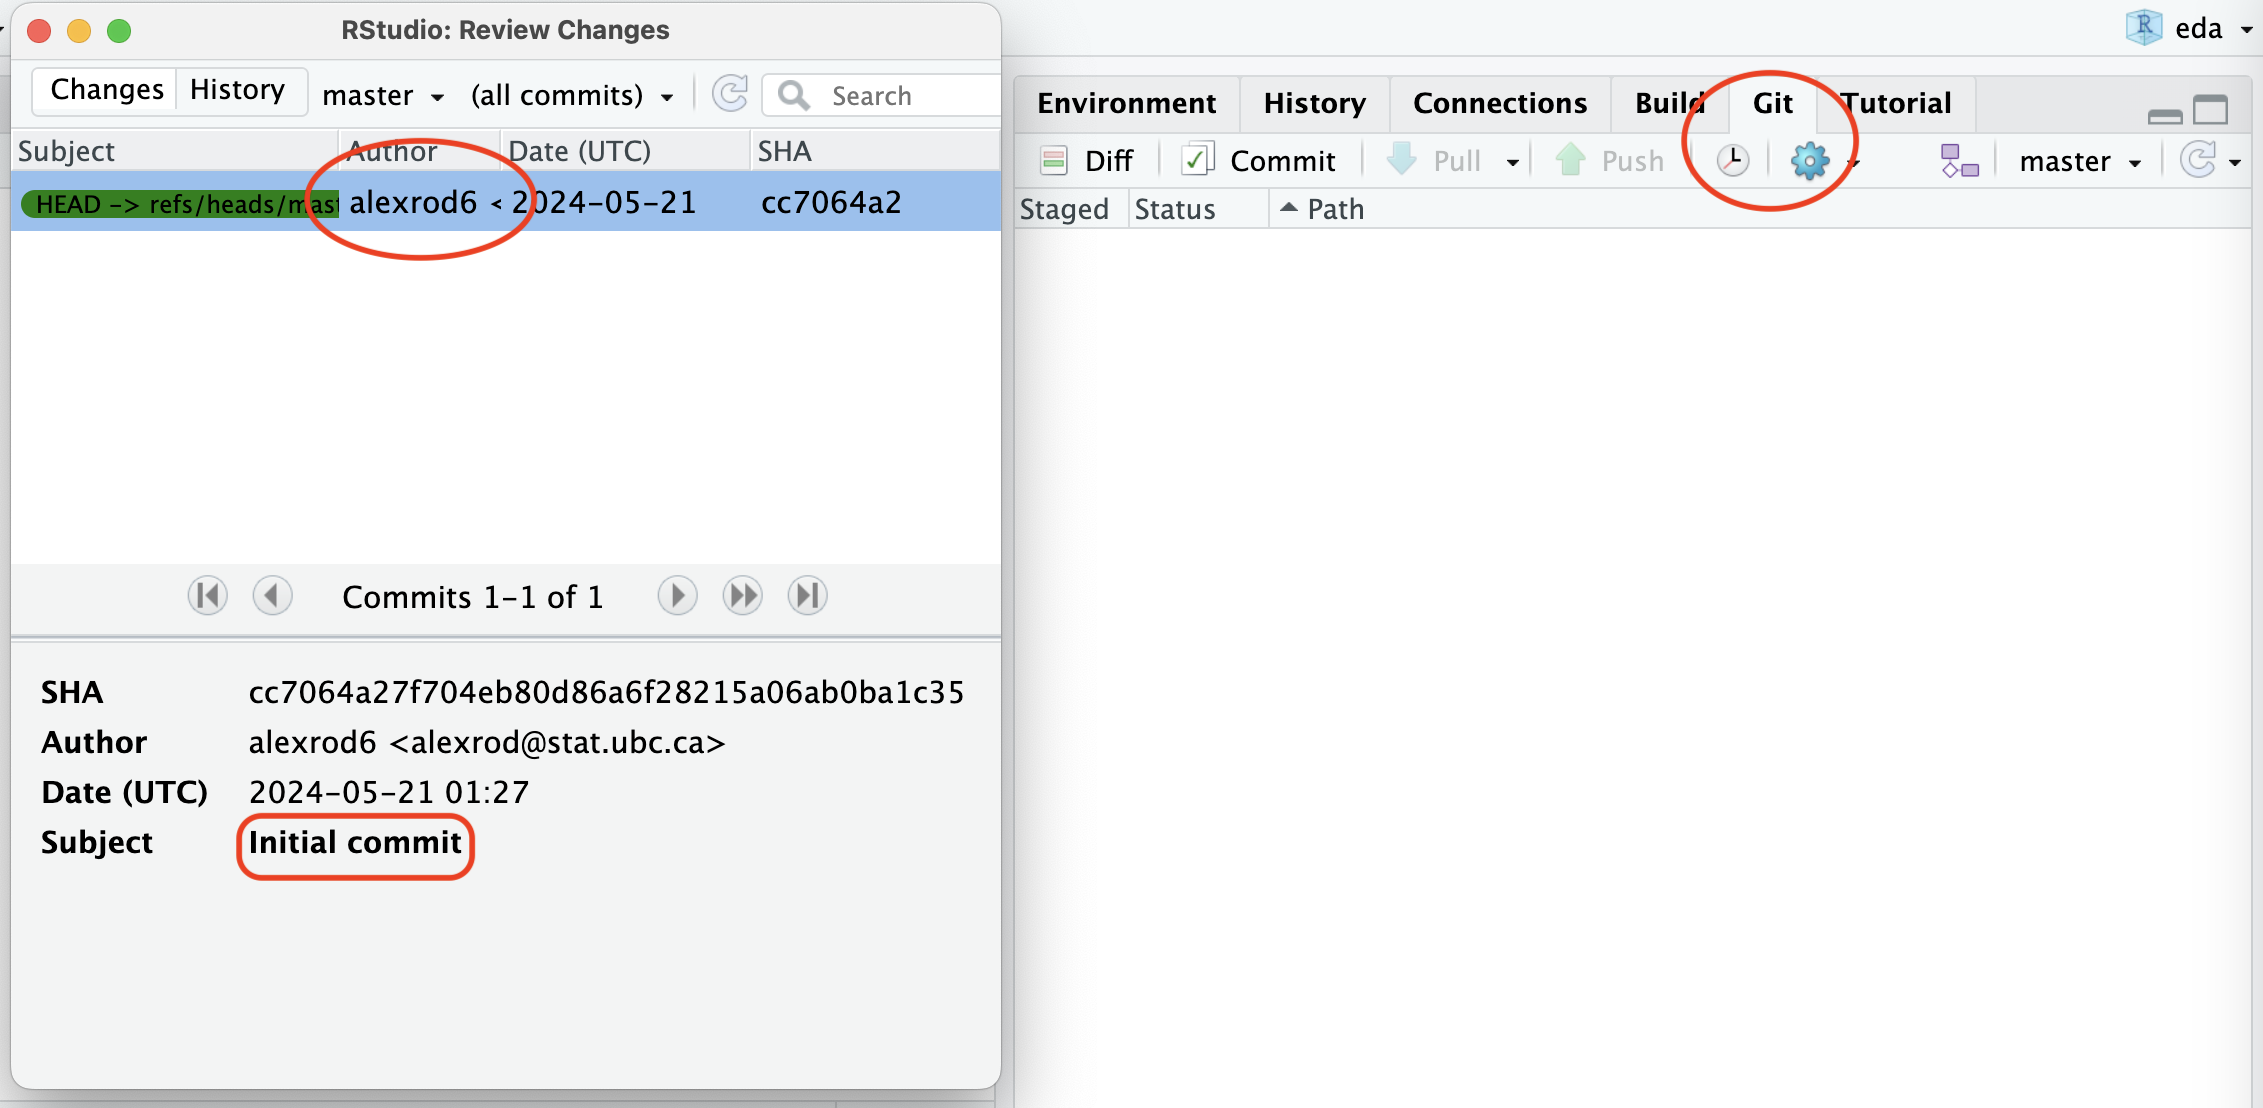 RStudio: Review Changes
Changes History master (all commits) Search
Subject Author Date (UTC) SHA
HEAD -> refs/heads/mast alexrod6 < 2024-05-21 cc7064a2
Commits 1-1 of 1
SHA cc7064a27f704eb80d86a6f28215a06ab0ba1c35
Author alexrod6 <alexrod@stat.ubc.ca>
Date (UTC) 2024-05-21 01:27
Subject Initial commit
R eda
Environment History Connections Build Git Tutorial
Diff Commit Pull Push master
Staged Status Path